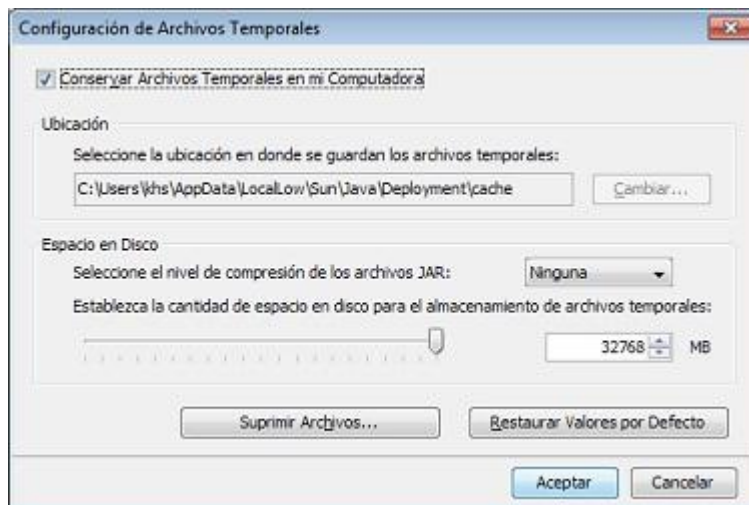 Configuración de Archivos Temporales
Conservar Archivos Temporales en mi Computadora
Ubicación
Seleccione la ubicación en donde se guardan los archivos temporales:
C:\Users\khs\AppData\LocalLow\Sun\Java\Deployment\cache Cambiar...
Espacio en Disco
Seleccione el nivel de compresión de los archivos JAR: Ninguna
Establezca la cantidad de espacio en disco para el almacenamiento de archivos temporales:
32768 MB
Suprimir Archivos... Restaurar Valores por Defecto
Aceptar Cancelar